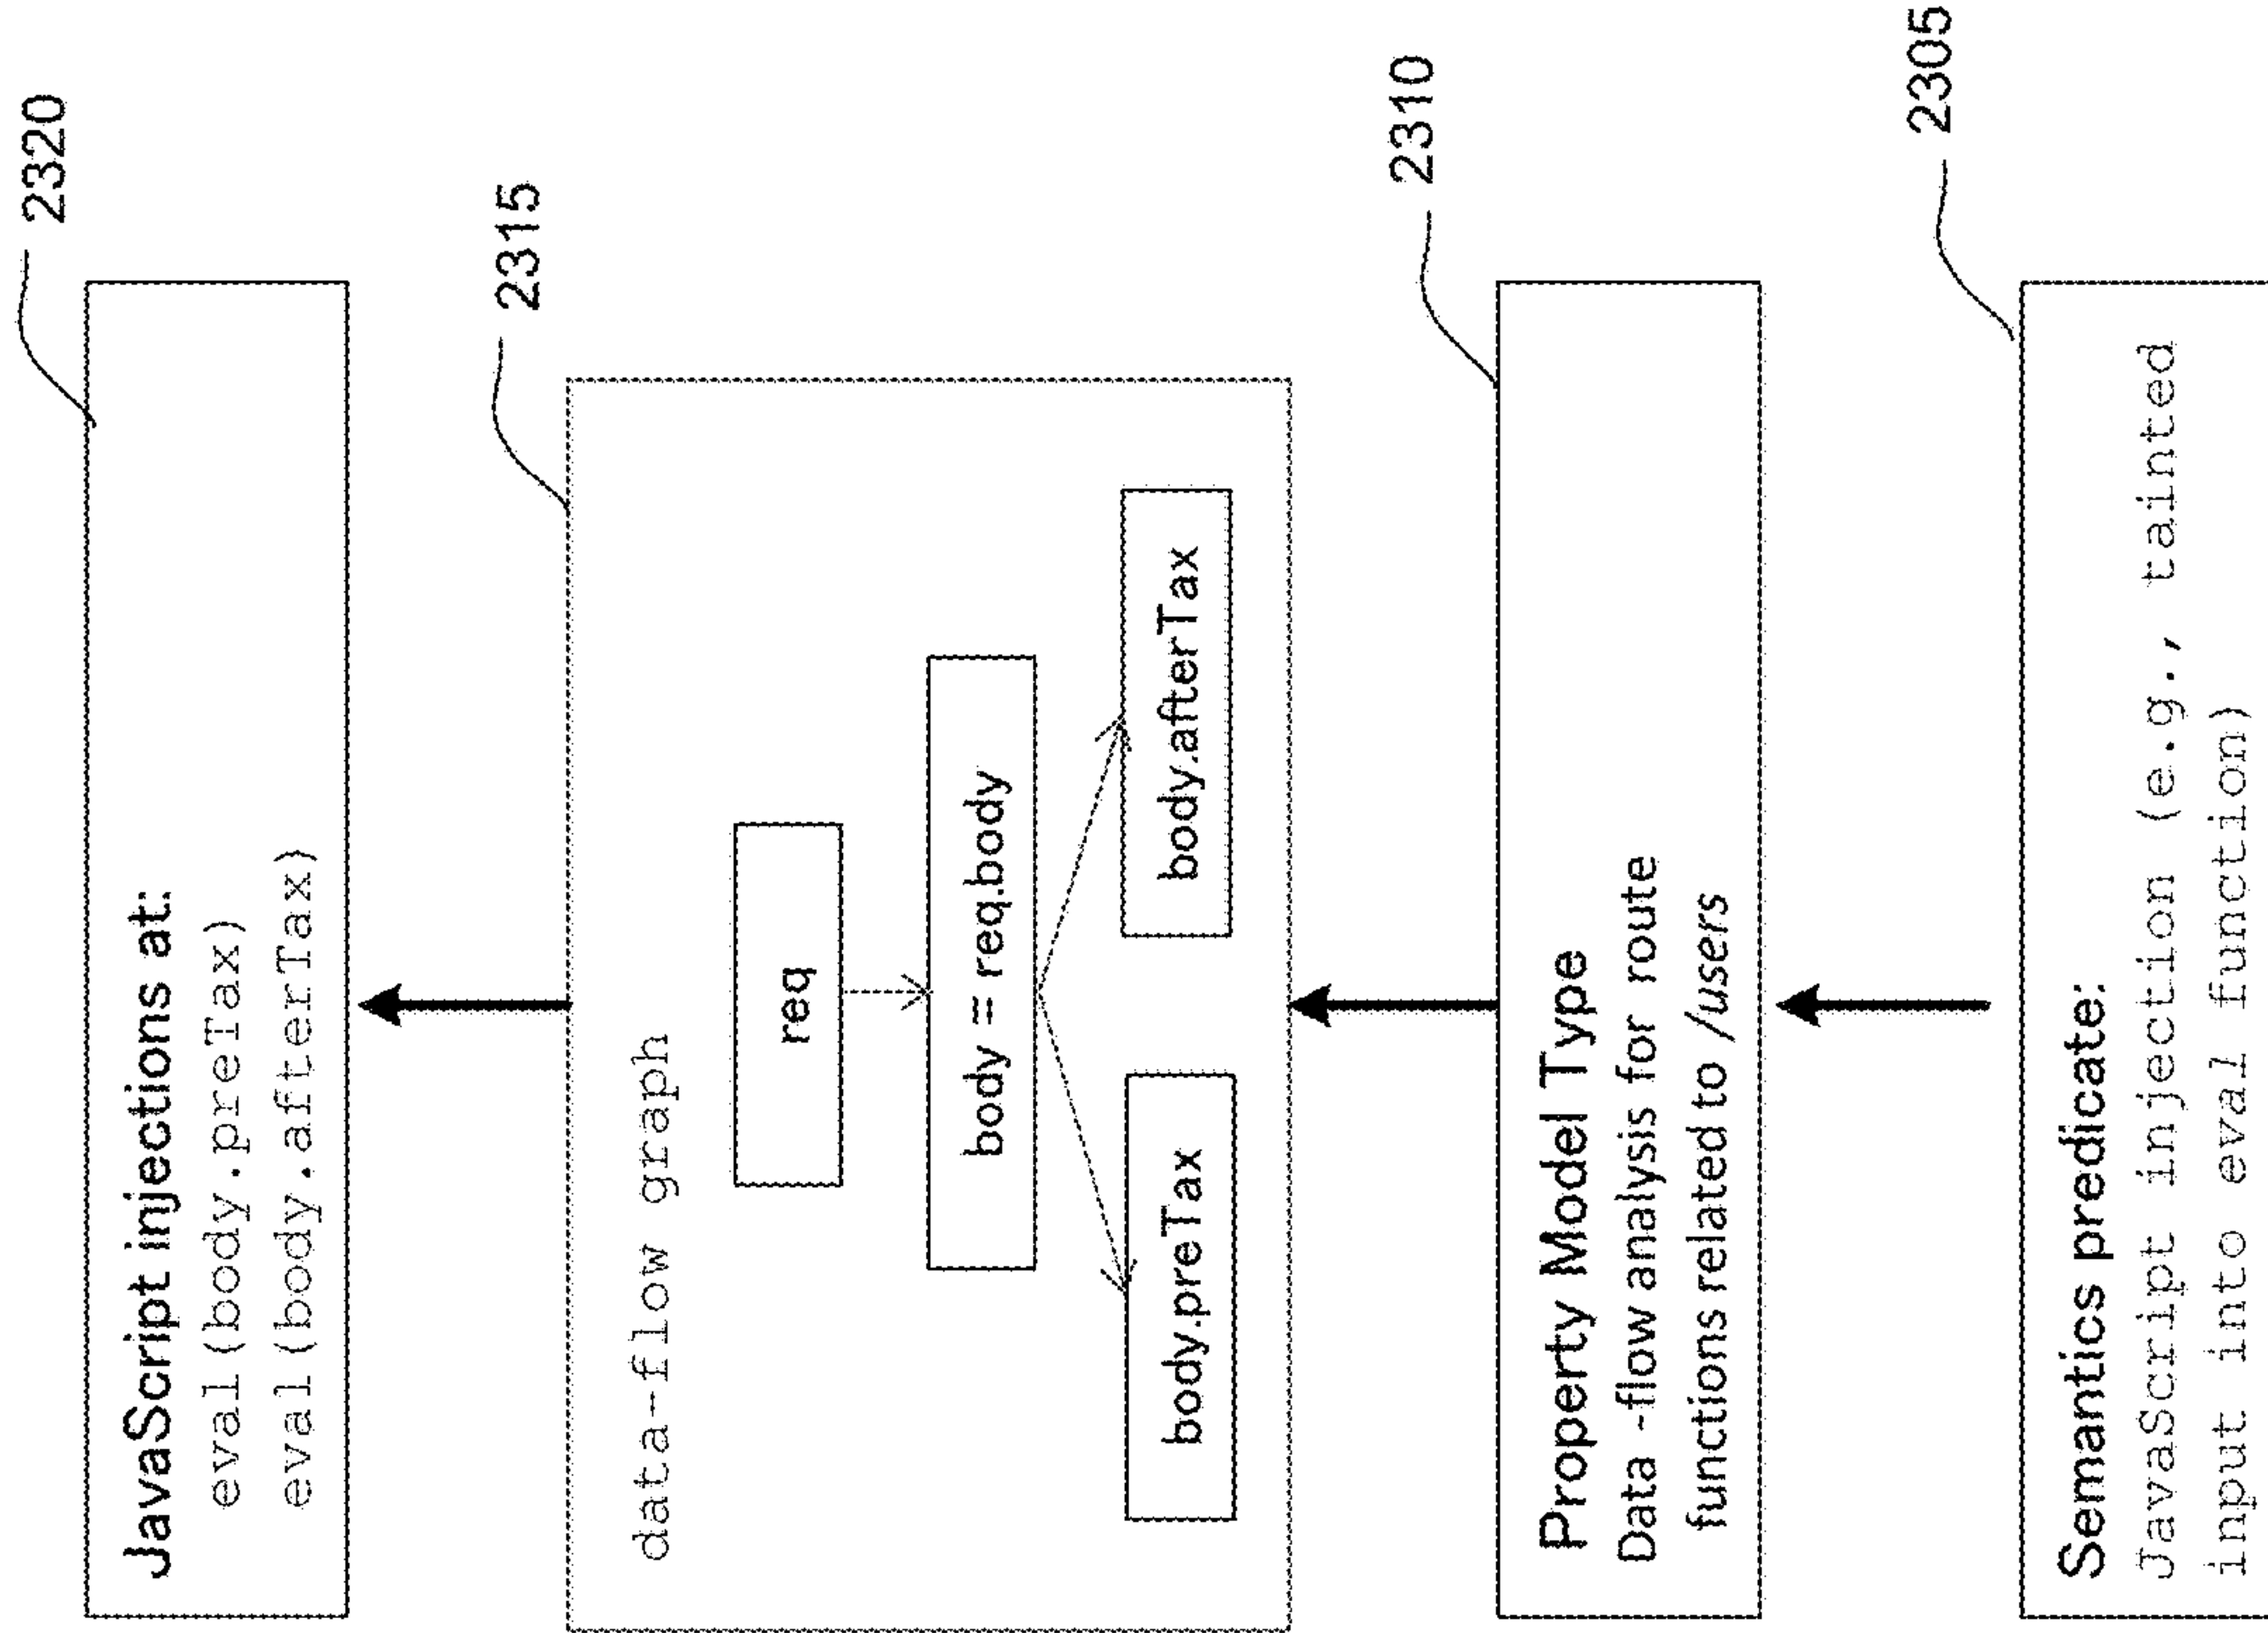 2320
JavaScript injections at:
eval(body.preTax)
eval(body.afterTax)
2315
data-flow graph
req
body = req.body
body.preTax
body.afterTax
2310
Property Model Type
Data -flow analysis for route
functions related to /users
2305
Semantics predicate:
JavaScript injection (e.g., tainted
input into eval function)